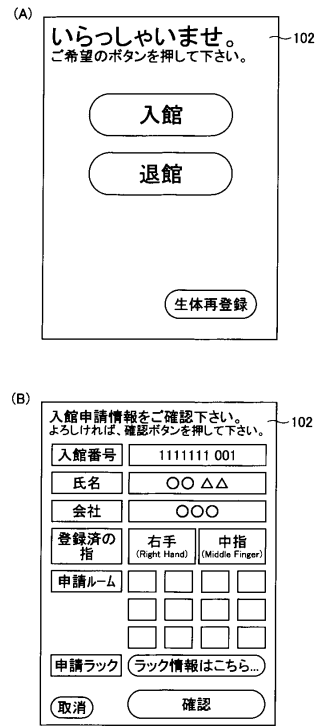 (A)
いらっしゃいませ。
ご希望のボタンを押して下さい。
102
入館
退館
生体再登録
(B)
入館申請情報をご確認下さい。
よろしければ、確認ボタンを押して下さい。
102
入館番号 1111111 001
氏名 〇〇 △△
会社 〇〇〇
登録済の指 右手 (Right Hand) 中指 (Middle Finger)
申請ルーム
申請ラック ラック情報はこちら...
取消 確認